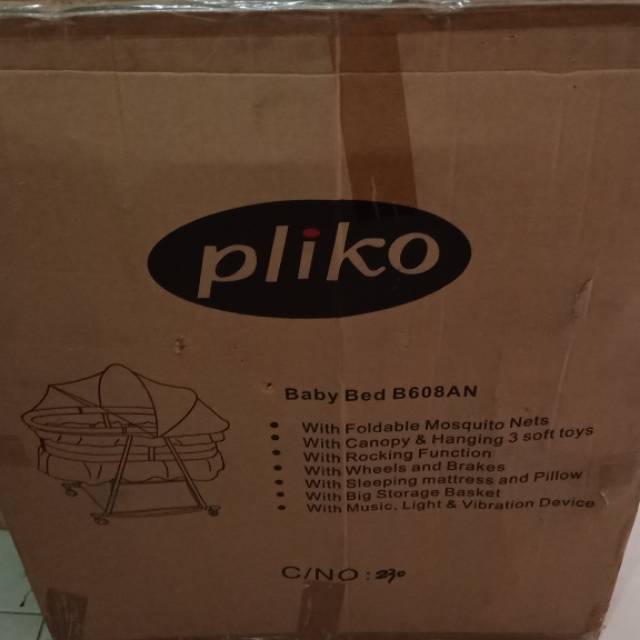 pliko
Baby Bed B608AN
• With Foldable Mosquito Nets
• With Canopy & Hanging 3 soft toys
• With Rocking Function
• With Wheels and Brakes
• With Sleeping mattress and Pillow
• With Big Storage Basket
• With Music, Light & Vibration Device
C/NO : 270